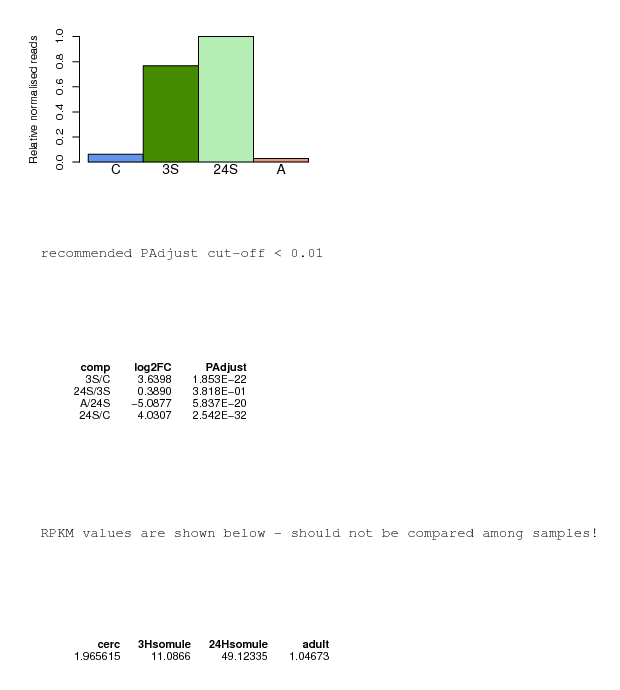 Relative normalised reads
0.0 0.2 0.4 0.6 0.8 1.0
C 3S 24S A
recommended PAdjust cut-off < 0.01
comp log2FC PAdjust
3S/C 3.6398 1.853E−22
24S/3S 0.3890 3.818E−01
A/24S −5.0877 5.837E−20
24S/C 4.0307 2.542E−32
RPKM values are shown below - should not be compared among samples!
cerc 3Hsomule 24Hsomule adult
1.965615 11.0866 49.12335 1.04673